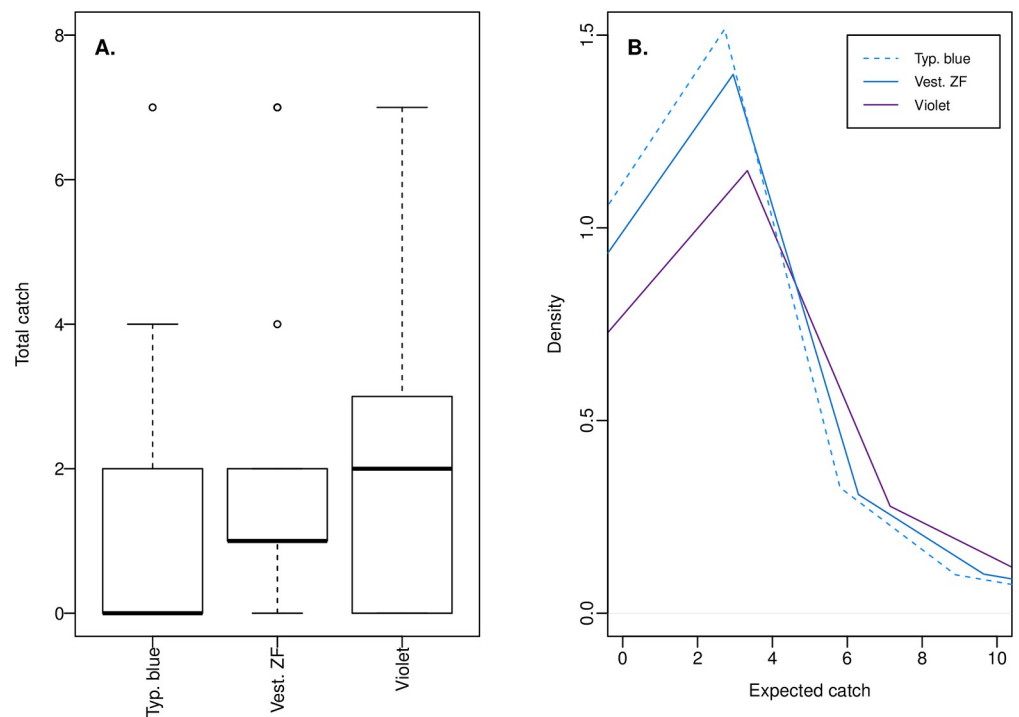 A.
8
6
4
2
0
Total catch
Typ. blue
Vest. ZF
Violet
B.
Typ. blue
Vest. ZF
Violet
1.5
1.0
0.5
0.0
Density
0 2 4 6 8 10
Expected catch